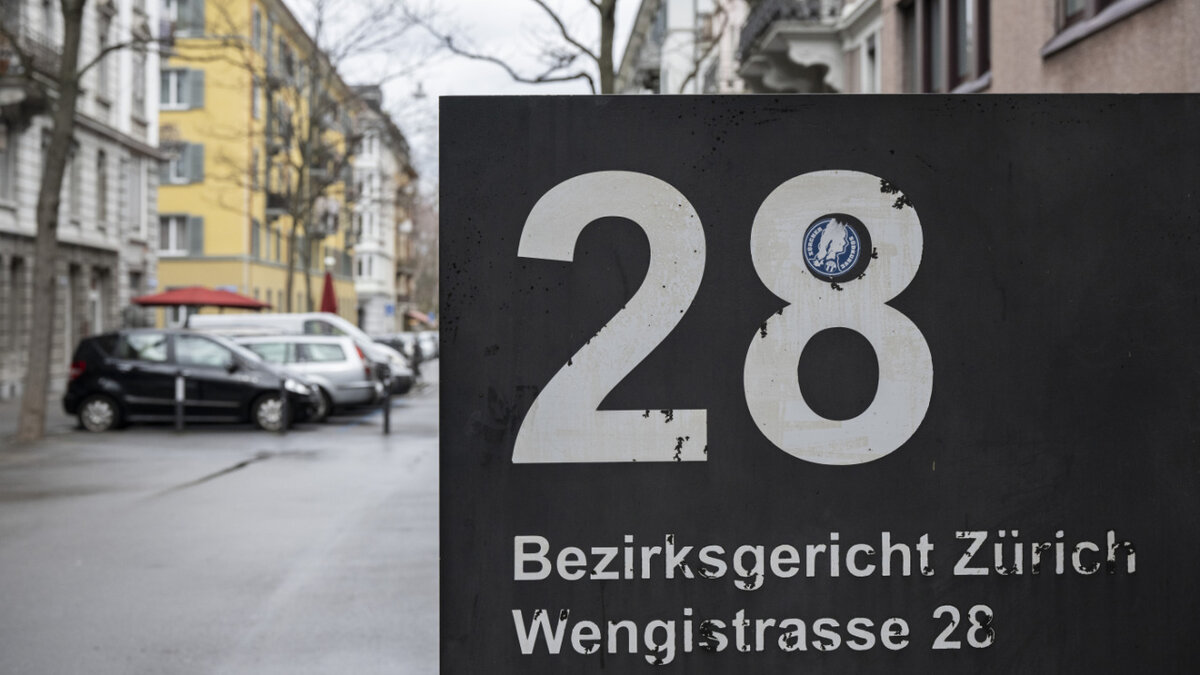 28
Bezirksgericht Zürich
Wengistrasse 28